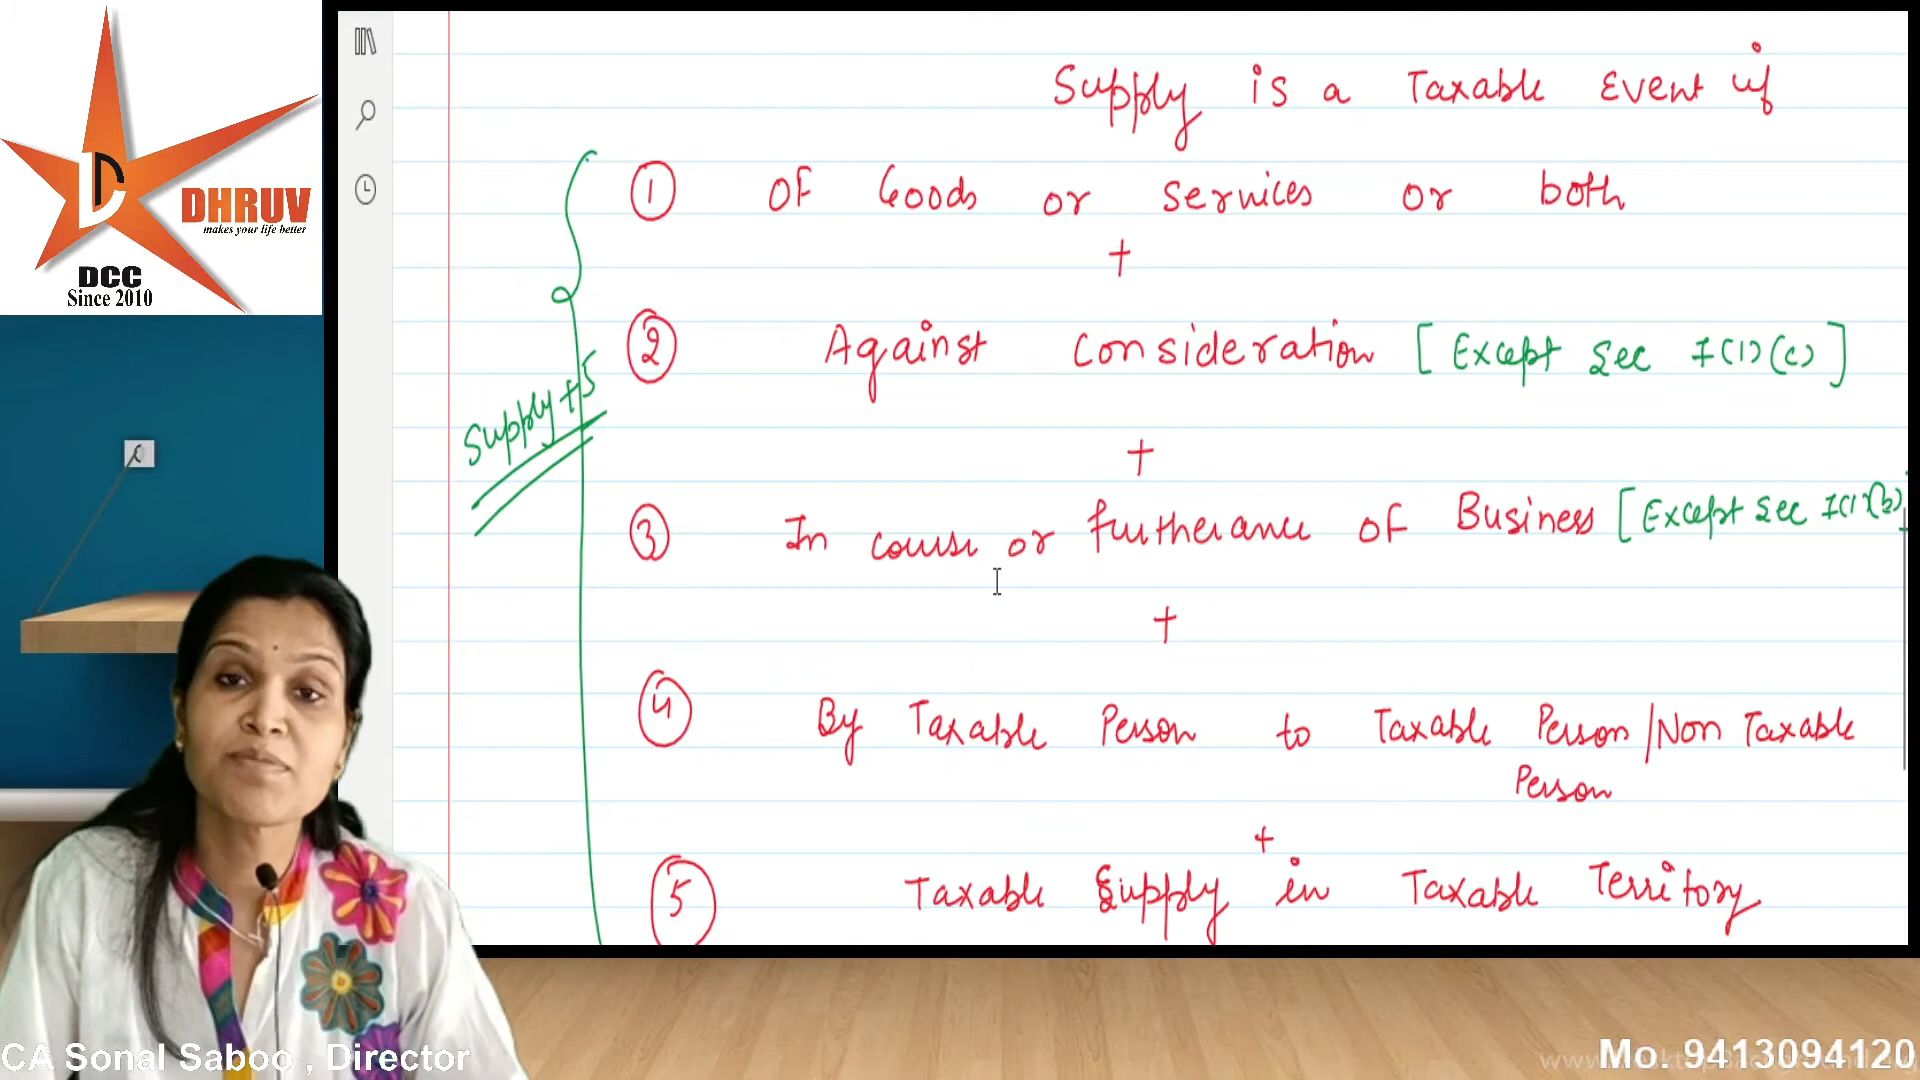 DHRUV
makes your life better
DCC
Since 2010
Supply is a Taxable Event if
① Of Goods or Services or both
+
② Against Consideration [Except Sec 7(1)(c)]
Supply + 5
+
③ In course or furtherance of Business [Except Sec 7(1)(b)
+
④ By Taxable Person to Taxable Person/Non Taxable
Person
+
⑤ Taxable Supply in Taxable Territory
CA Sonal Saboo , Director
Mo. 9413094120